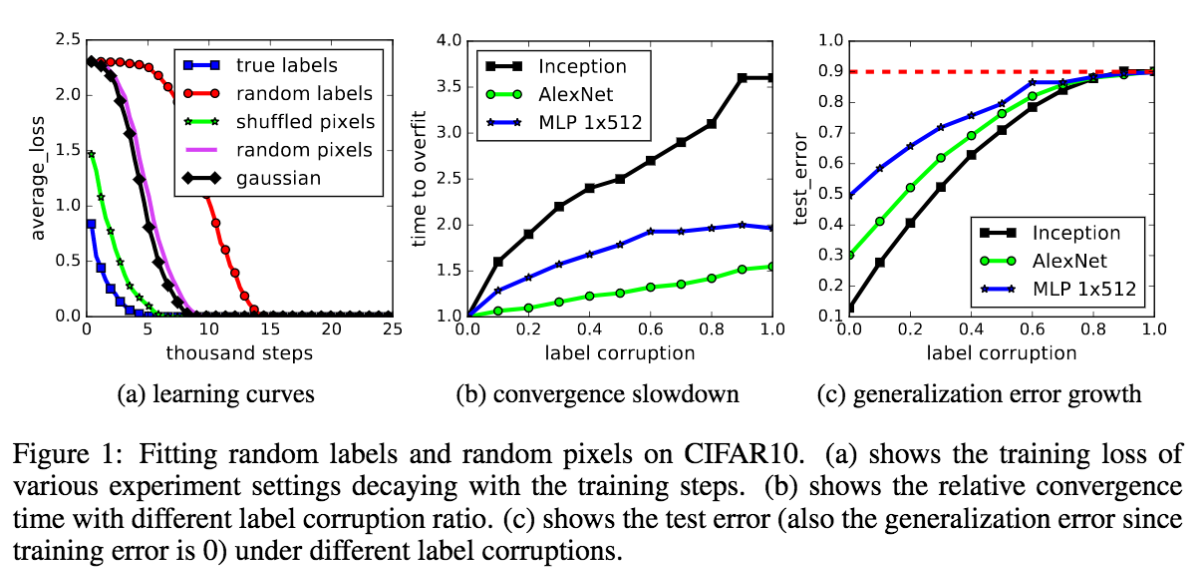 2.5
2.0
1.5
1.0
0.5
0.0
average_loss
0 5 10 15 20 25
thousand steps
true labels
random labels
shuffled pixels
random pixels
gaussian
(a) learning curves
4.0
3.5
3.0
2.5
2.0
1.5
1.0
time to overfit
0.0 0.2 0.4 0.6 0.8 1.0
label corruption
Inception
AlexNet
MLP 1x512
(b) convergence slowdown
1.0
0.9
0.8
0.7
0.6
0.5
0.4
0.3
0.2
0.1
test_error
0.0 0.2 0.4 0.6 0.8 1.0
label corruption
Inception
AlexNet
MLP 1x512
(c) generalization error growth
Figure 1: Fitting random labels and random pixels on CIFAR10. (a) shows the training loss of
various experiment settings decaying with the training steps. (b) shows the relative convergence
time with different label corruption ratio. (c) shows the test error (also the generalization error since
training error is 0) under different label corruptions.